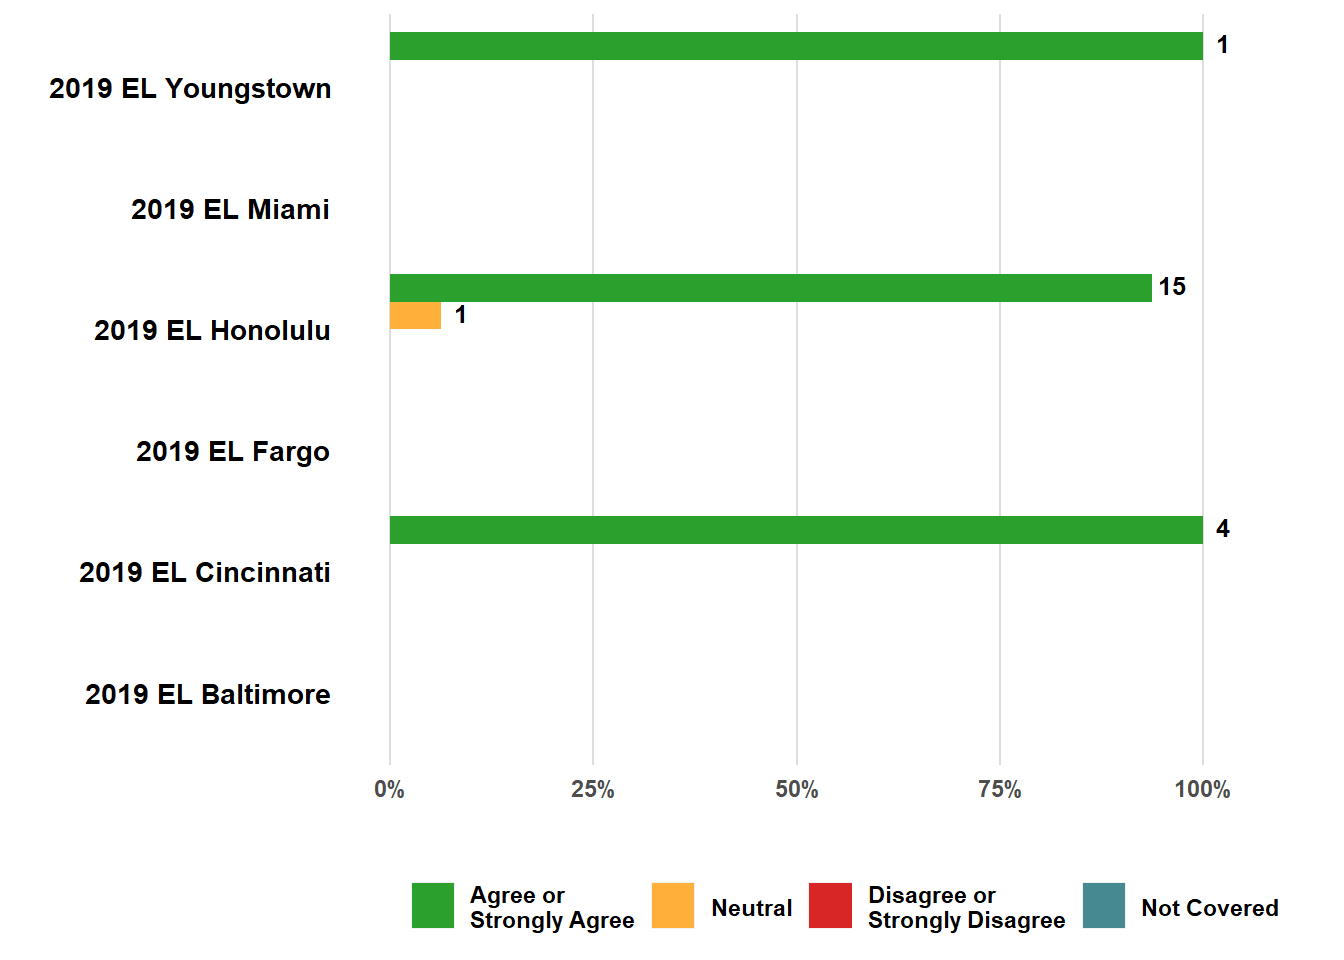 1
2019 EL Youngstown
2019 EL Miami
15
1
2019 EL Honolulu
2019 EL Fargo
4
2019 EL Cincinnati
2019 EL Baltimore
0% 25% 50% 75% 100%
Agree or
Strongly Agree
Neutral
Disagree or
Strongly Disagree
Not Covered